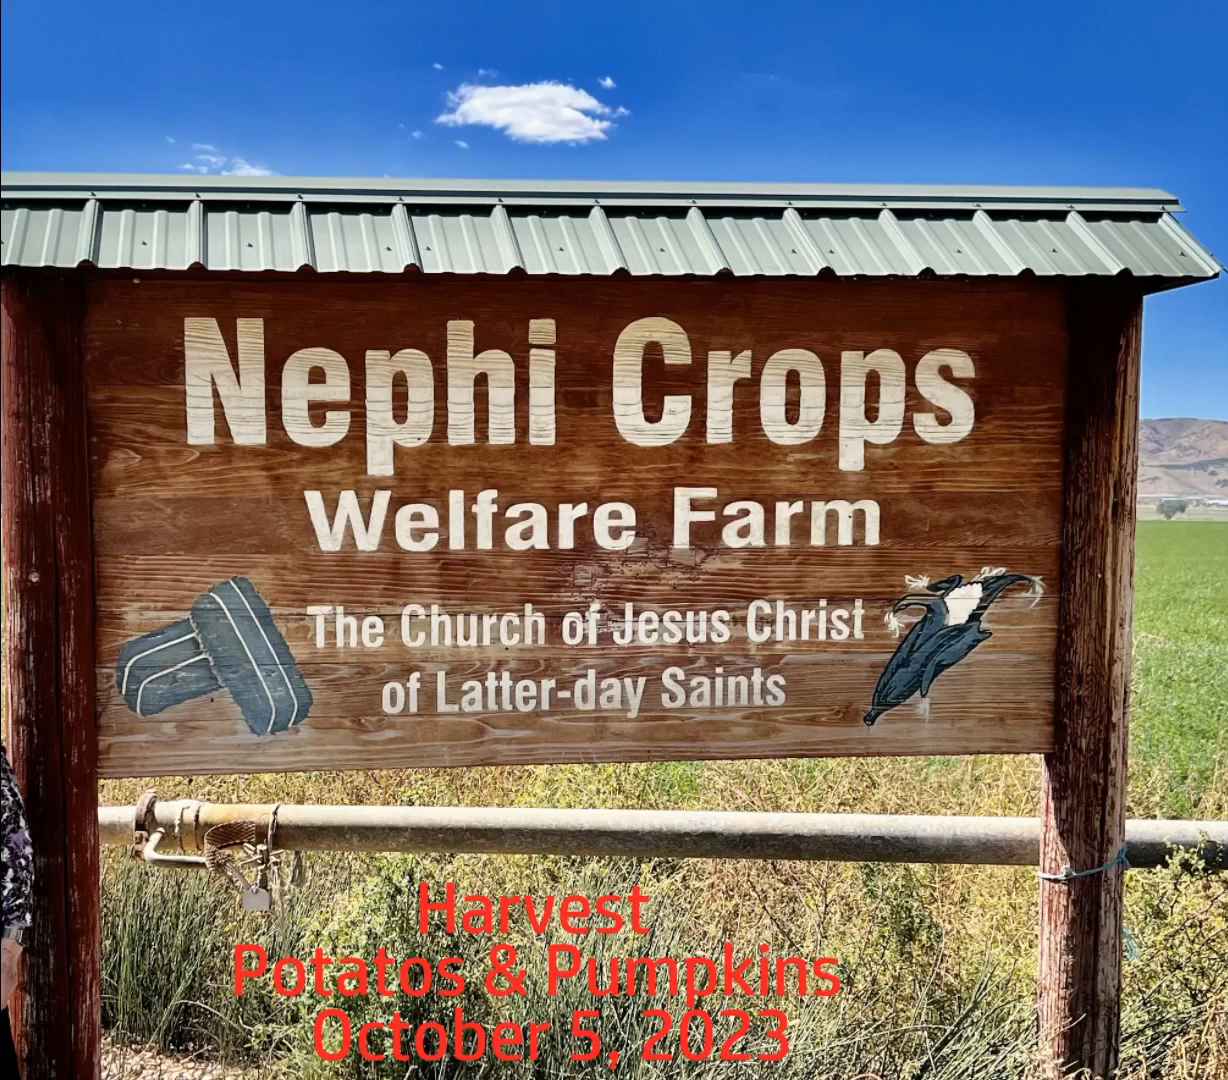 Nephi Crops
Welfare Farm
The Church of Jesus Christ
of Latter-day Saints
Harvest
Potatos & Pumpkins
October 5, 2023